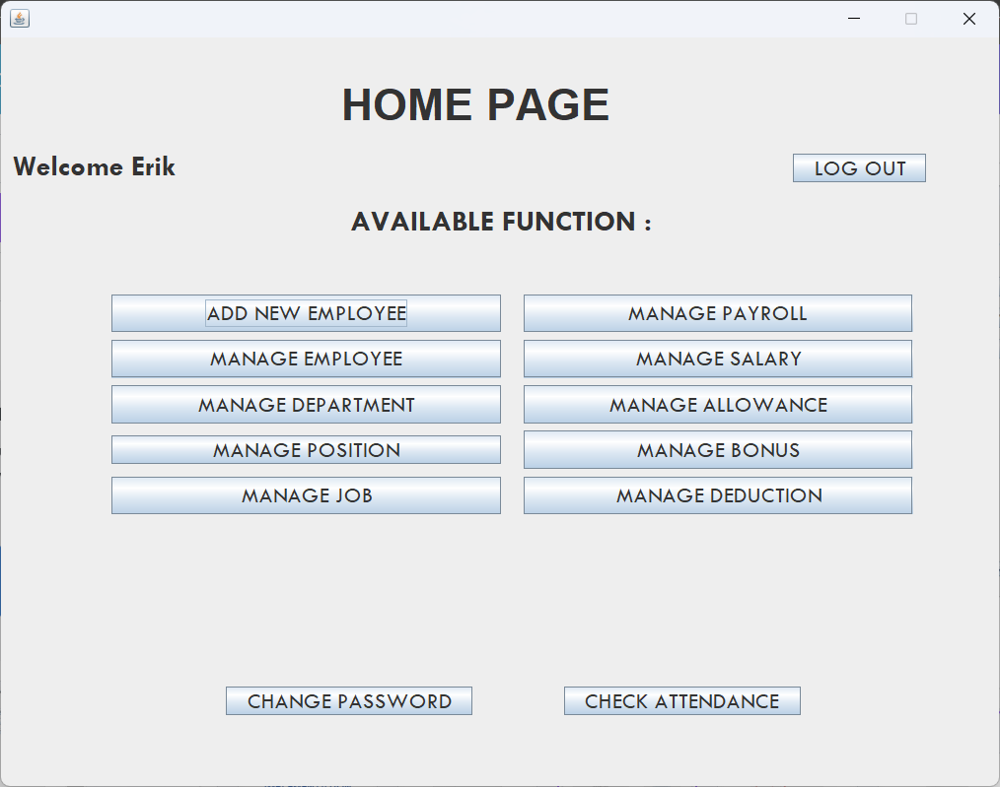 HOME PAGE
Welcome Erik
LOG OUT
AVAILABLE FUNCTION :
ADD NEW EMPLOYEE
MANAGE PAYROLL
MANAGE EMPLOYEE
MANAGE SALARY
MANAGE DEPARTMENT
MANAGE ALLOWANCE
MANAGE POSITION
MANAGE BONUS
MANAGE JOB
MANAGE DEDUCTION
CHANGE PASSWORD
CHECK ATTENDANCE